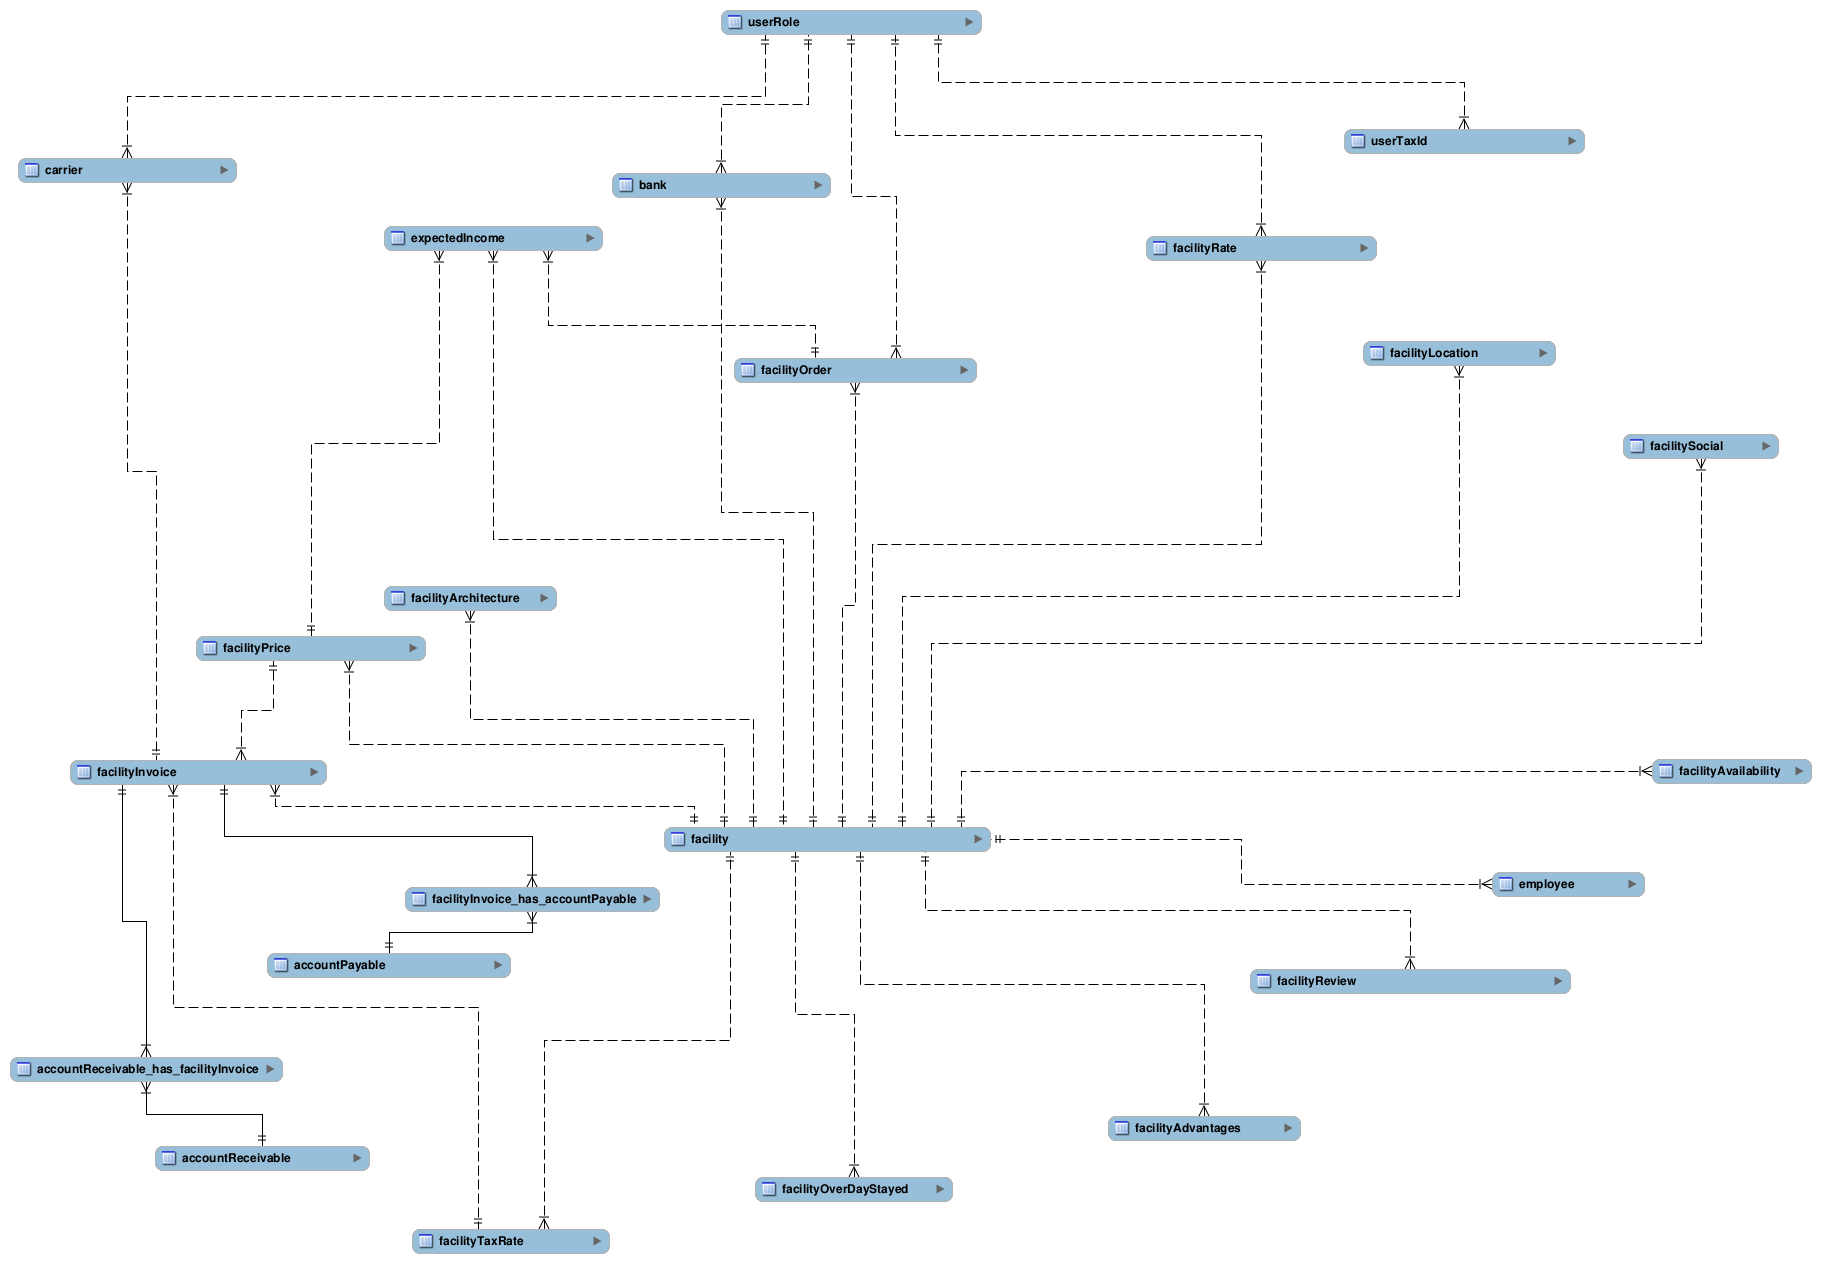 userRole
userTaxId
carrier
bank
expectedIncome
facilityRate
facilityLocation
facilityOrder
facilitySocial
facilityArchitecture
facilityPrice
facilityInvoice
facilityAvailability
facility
employee
facilityInvoice_has_accountPayable
accountPayable
facilityReview
accountReceivable_has_facilityInvoice
facilityAdvantages
accountReceivable
facilityOverDayStayed
facilityTaxRate